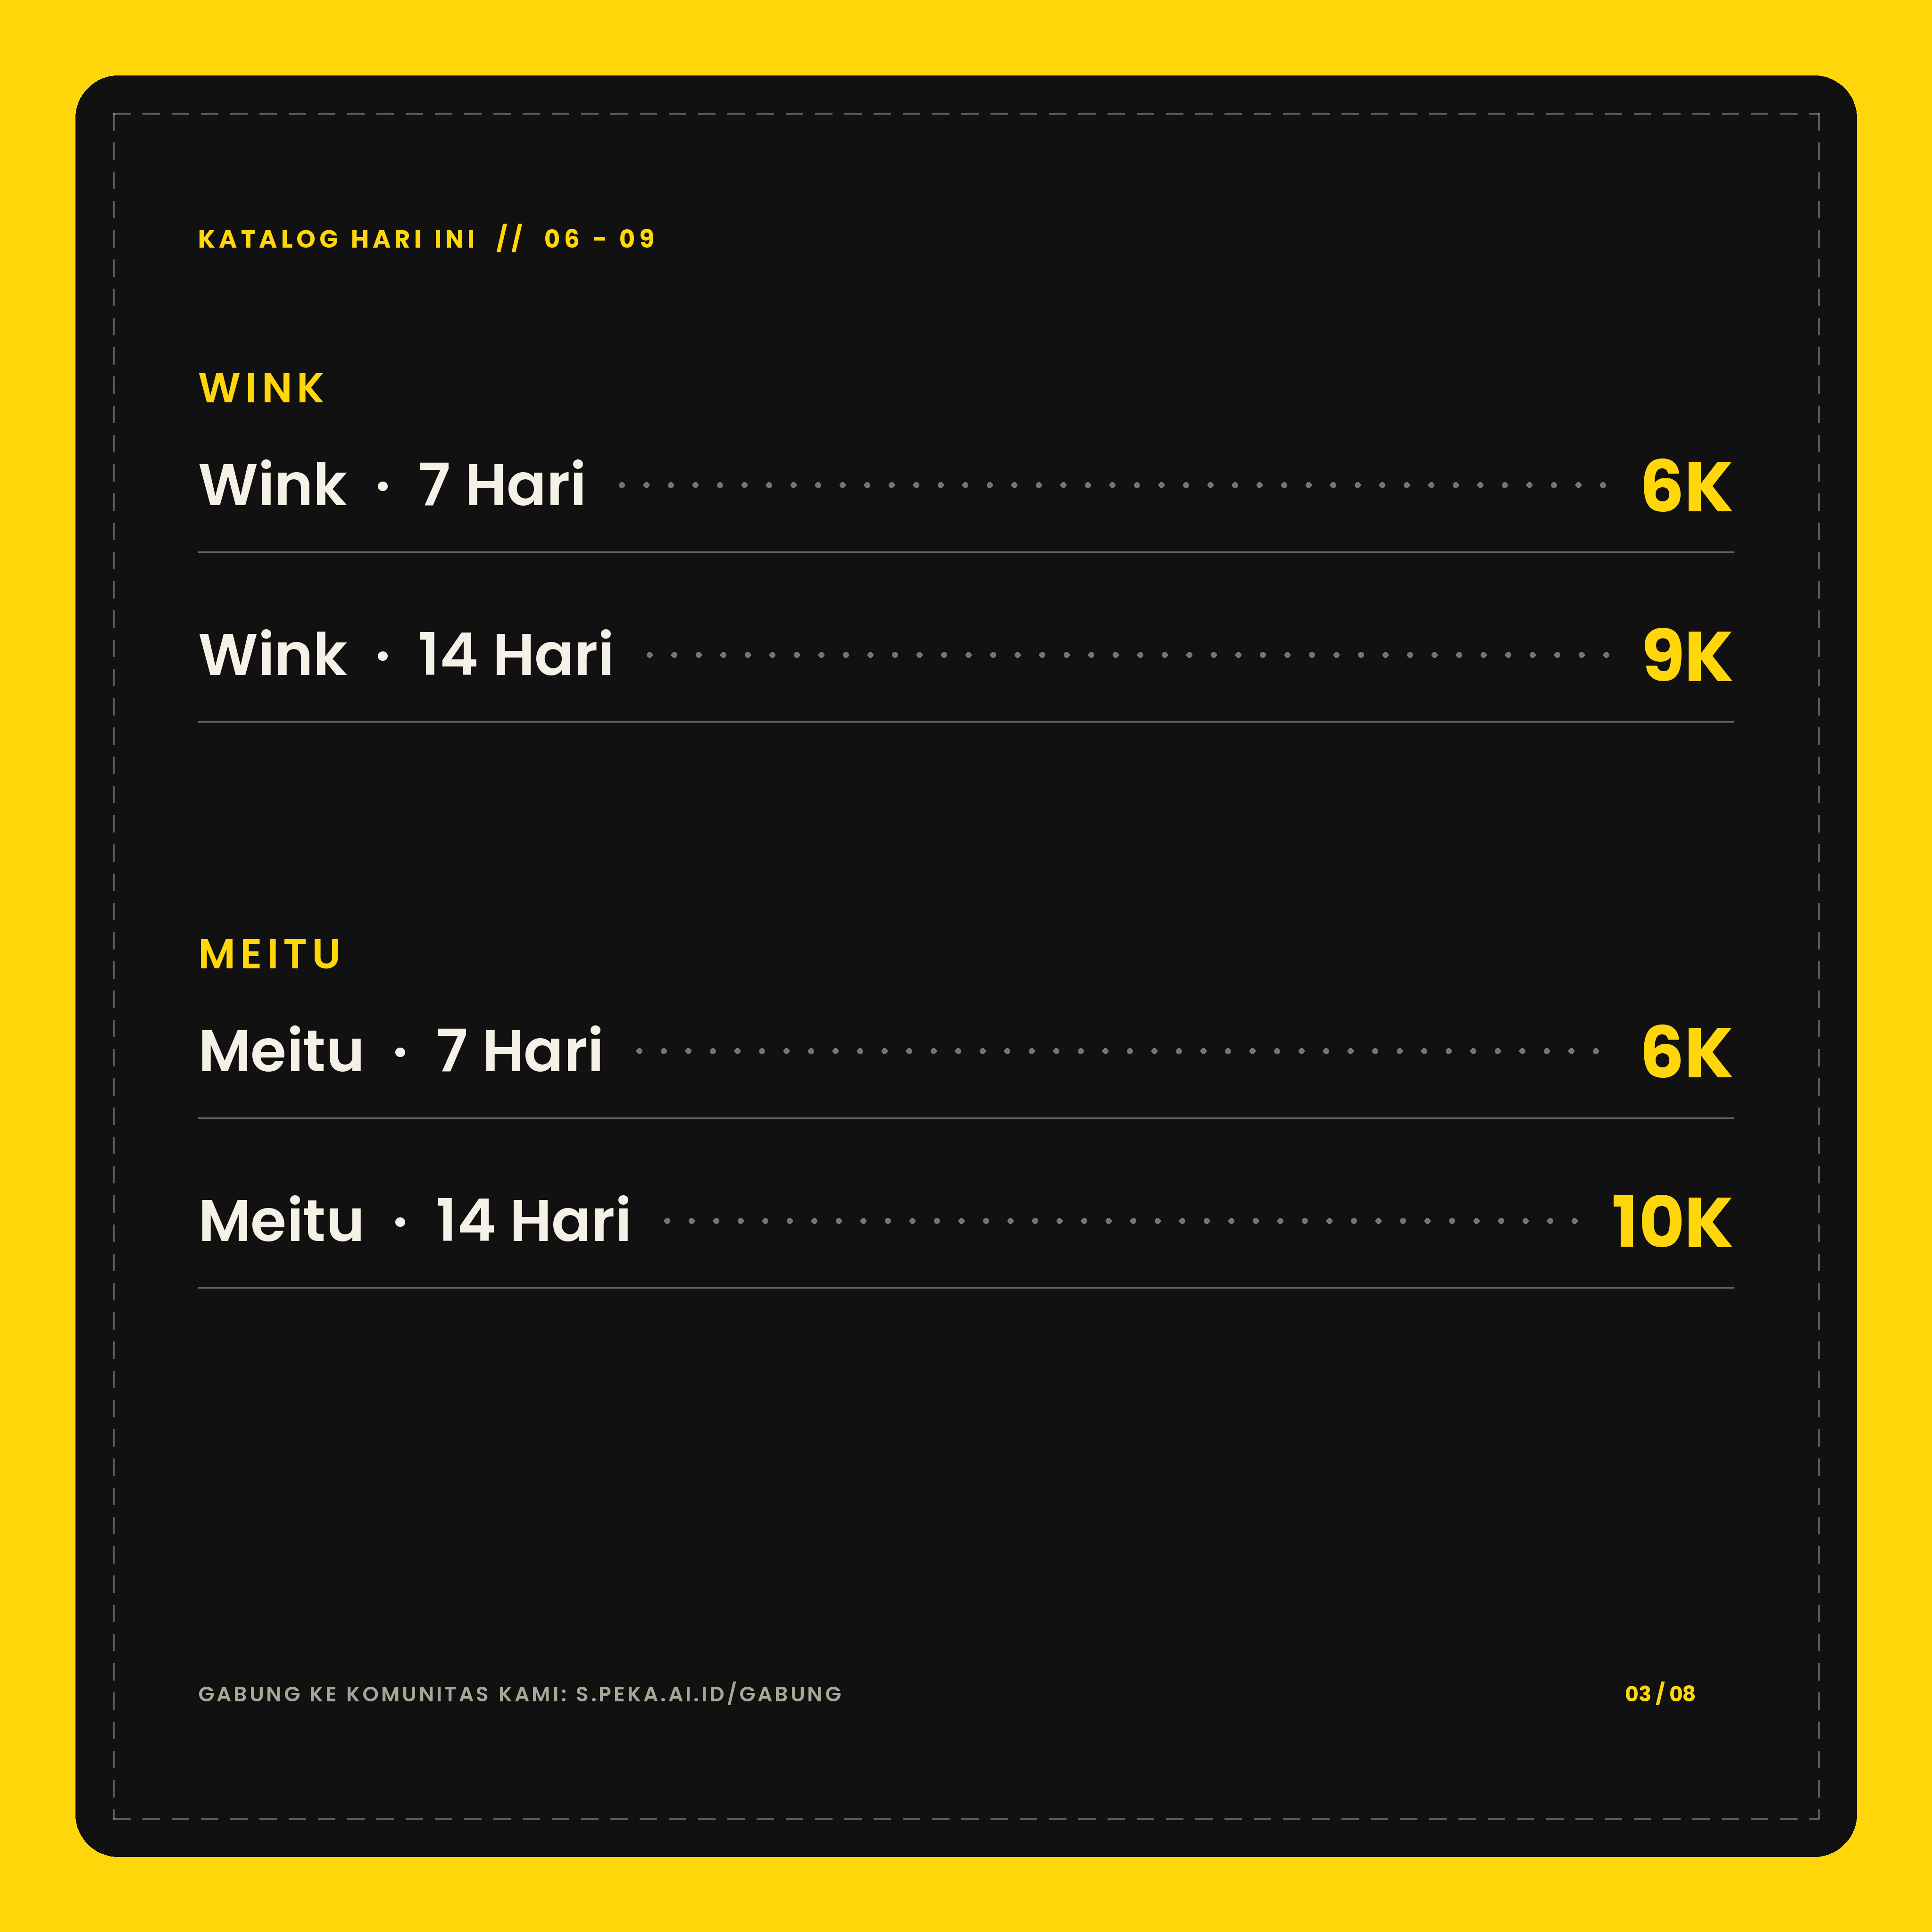 KATALOG HARI INI // 06 - 09
WINK
Wink • 7 Hari 6K
Wink • 14 Hari 9K
MEITU
Meitu • 7 Hari 6K
Meitu • 14 Hari 10K
GABUNG KE KOMUNITAS KAMI: S.PEKA.AI.ID/GABUNG 03 / 08